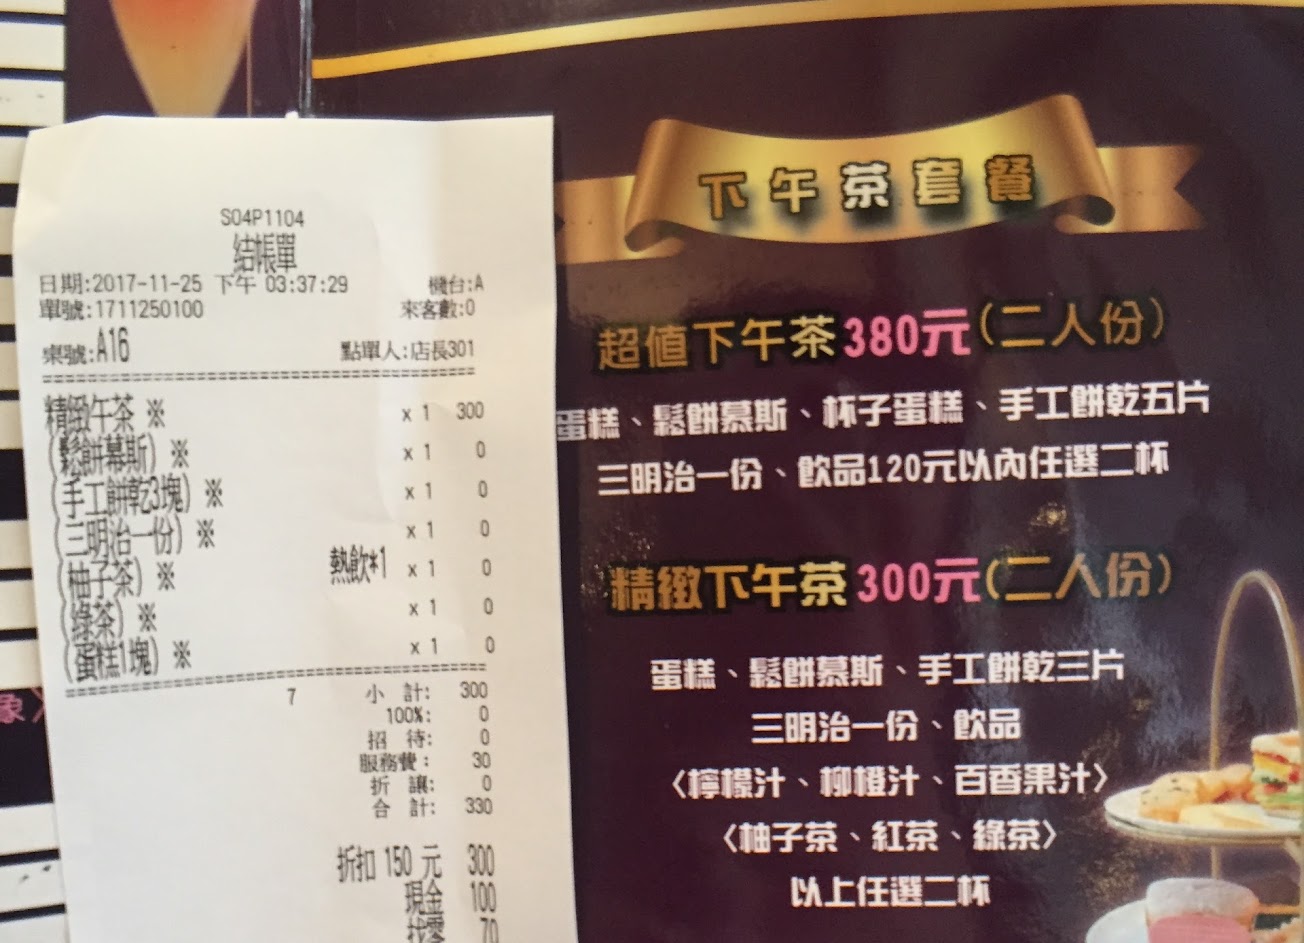 S04P1104
結帳單
日期:2017-11-25 下午 03:37:29 機台:A
單號:1711250100 來客數:0
桌號:A16 點單人:店長301
精緻午茶 ※ x 1 300
(鬆餅幕斯) ※ x 1 0
(手工餅乾3塊) ※ x 1 0
(三明治一份) ※ x 1 0
(柚子茶) ※ 熱飲*1 x 1 0
(綠茶) ※ x 1 0
(蛋糕1塊) ※ x 1 0
7 小 計: 300
100%: 0
招 待: 0
服務費: 30
折 讓: 0
合 計: 330
折扣 150 元 300
現金 100
找零 70
下午茶套餐
超值下午茶380元(二人份)
蛋糕、鬆餅慕斯、杯子蛋糕、手工餅乾五片
三明治一份、飲品120元以內任選二杯
精緻下午茶300元(二人份)
蛋糕、鬆餅慕斯、手工餅乾三片
三明治一份、飲品
〈檸檬汁、柳橙汁、百香果汁〉
〈柚子茶、紅茶、綠茶〉
以上任選二杯